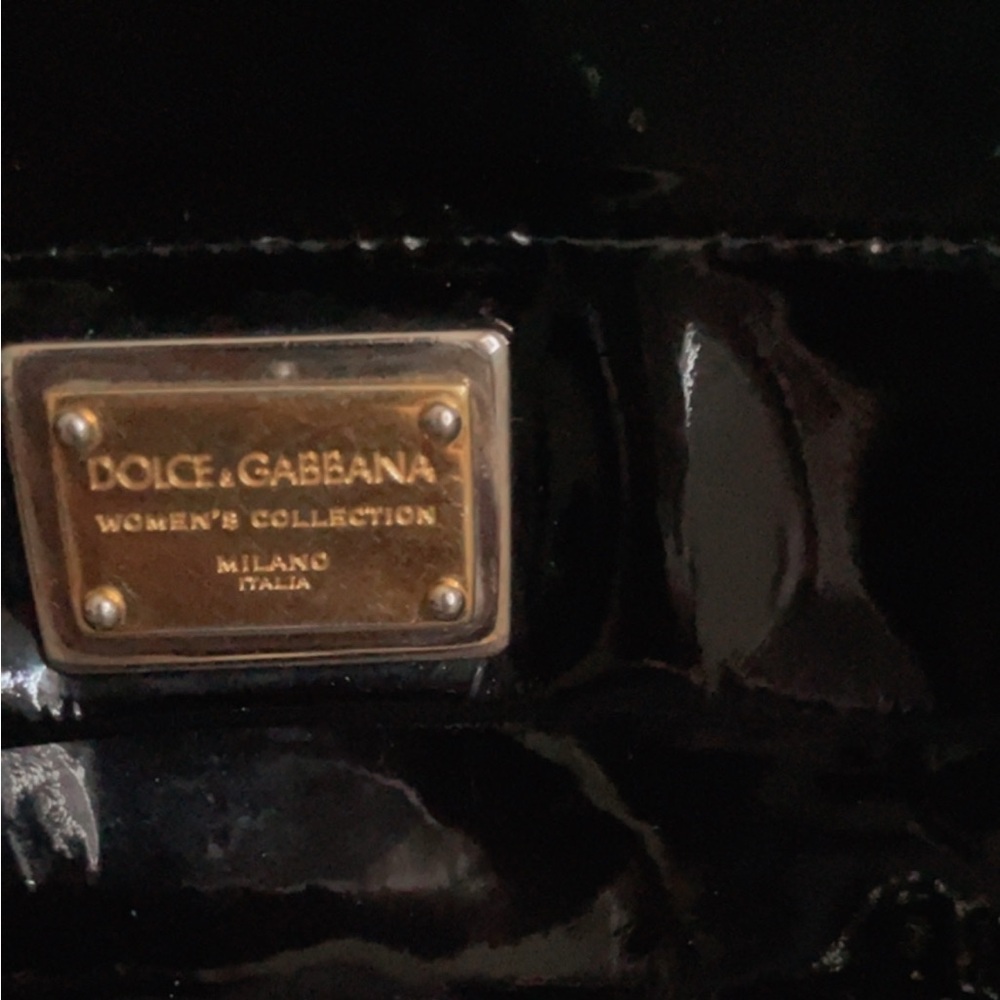 DOLCE & GABBANA
WOMEN'S COLLECTION
MILANO
ITALIA